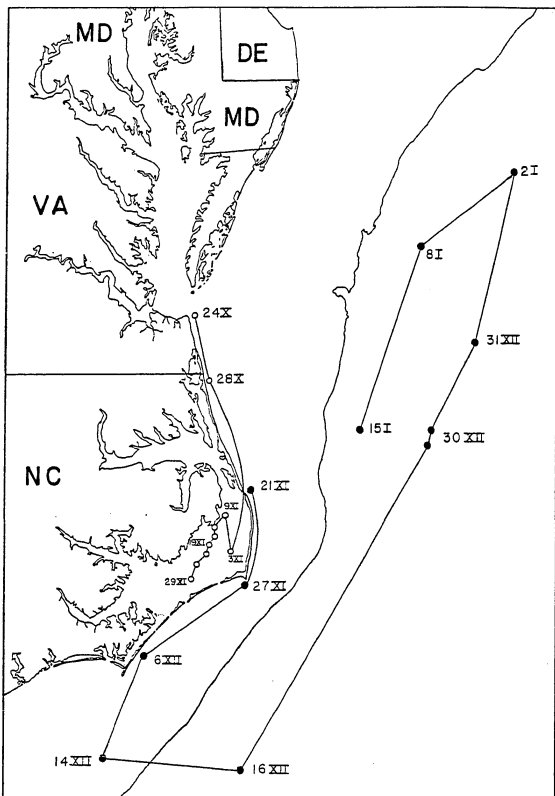 MD
DE
MD
2 I
VA
8 I
24 X
31 XII
28 X
15 I
30 XII
NC
21 XI
9 XI
3 XI
29 XI
27 XI
6 XII
14 XII
16 XII